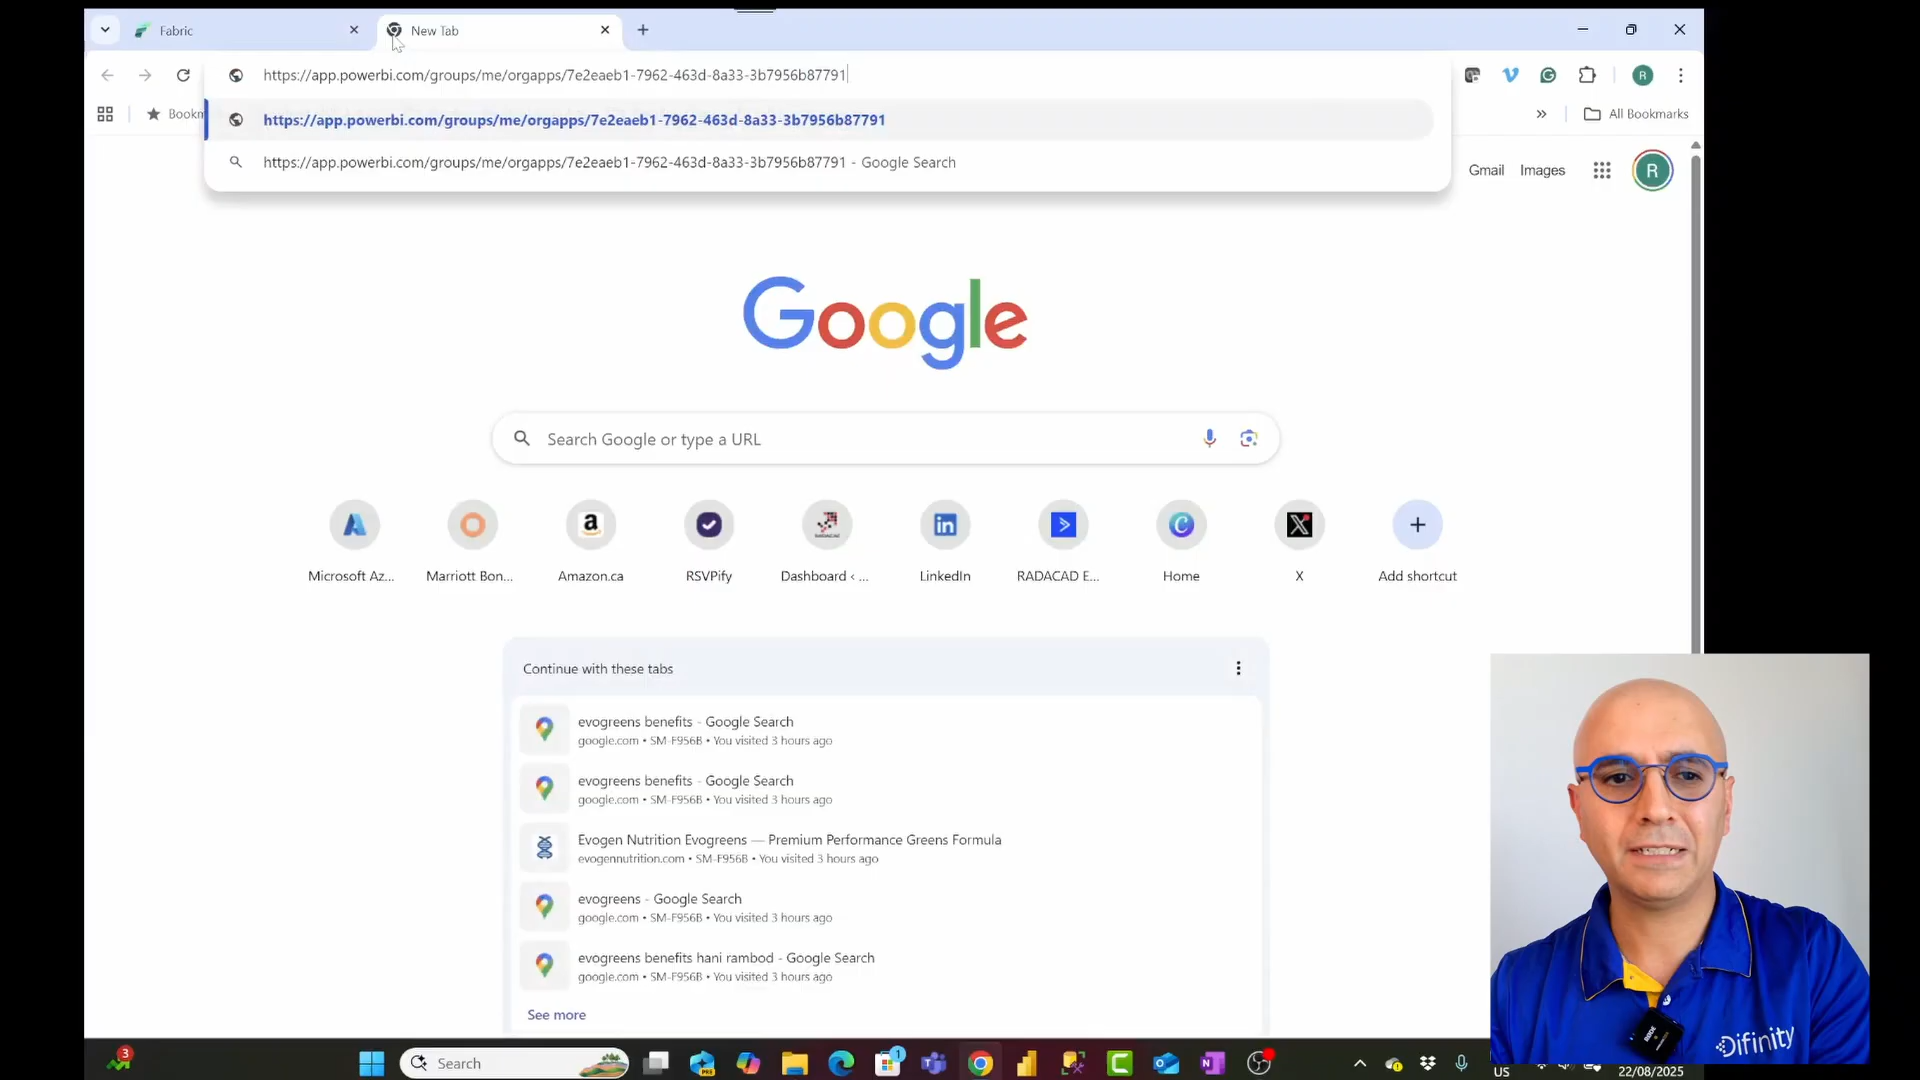 Fabric
New Tab
https://app.powerbi.com/groups/me/orgapps/7e2eaeb1-7962-463d-8a33-3b7956b87791
Bookm
https://app.powerbi.com/groups/me/orgapps/7e2eaeb1-7962-463d-8a33-3b7956b87791
All Bookmarks
https://app.powerbi.com/groups/me/orgapps/7e2eaeb1-7962-463d-8a33-3b7956b87791 - Google Search
Gmail Images R
Google
Search Google or type a URL
Microsoft Az... Marriott Bon... Amazon.ca RSVPify Dashboard ‹ ... LinkedIn RADACAD E... Home X Add shortcut
Continue with these tabs
evogreens benefits - Google Search
google.com • SM-F956B • You visited 3 hours ago
evogreens benefits - Google Search
google.com • SM-F956B • You visited 3 hours ago
Evogen Nutrition Evogreens — Premium Performance Greens Formula
evogennutrition.com • SM-F956B • You visited 3 hours ago
evogreens - Google Search
google.com • SM-F956B • You visited 3 hours ago
evogreens benefits hani rambod - Google Search
google.com • SM-F956B • You visited 3 hours ago
See more
Difinity
3
Search
1
US
22/08/2025